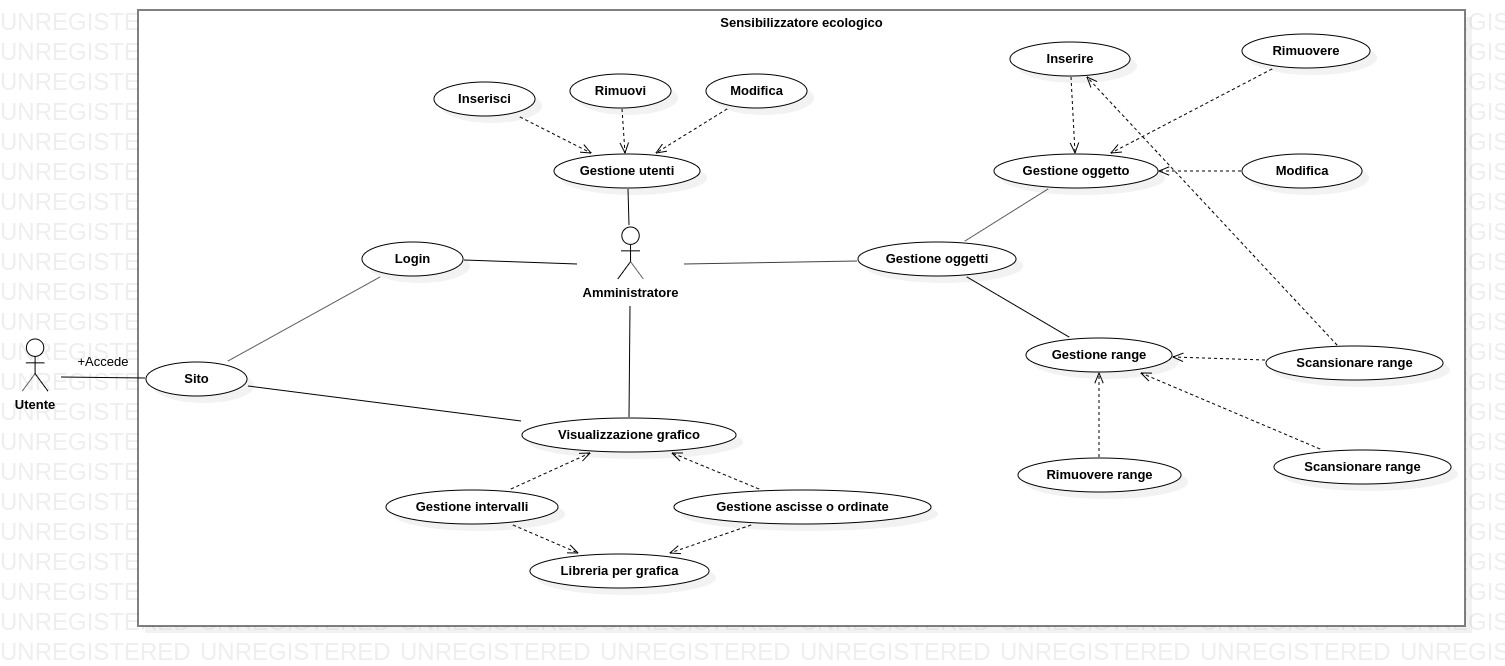 Sensibilizzatore ecologico
Inserire
Rimuovere
Inserisci
Rimuovi
Modifica
Gestione utenti
Gestione oggetto
Modifica
Login
Amministratore
Gestione oggetti
+Accede
Utente
Sito
Gestione range
Scansionare range
Visualizzazione grafico
Rimuovere range
Scansionare range
Gestione intervalli
Gestione ascisse o ordinate
Libreria per grafica
UNREGISTERED UNREGISTERED UNREGISTERED UNREGISTERED UNREGISTERED UNREGISTERED UNREGISTERED UNREGIS